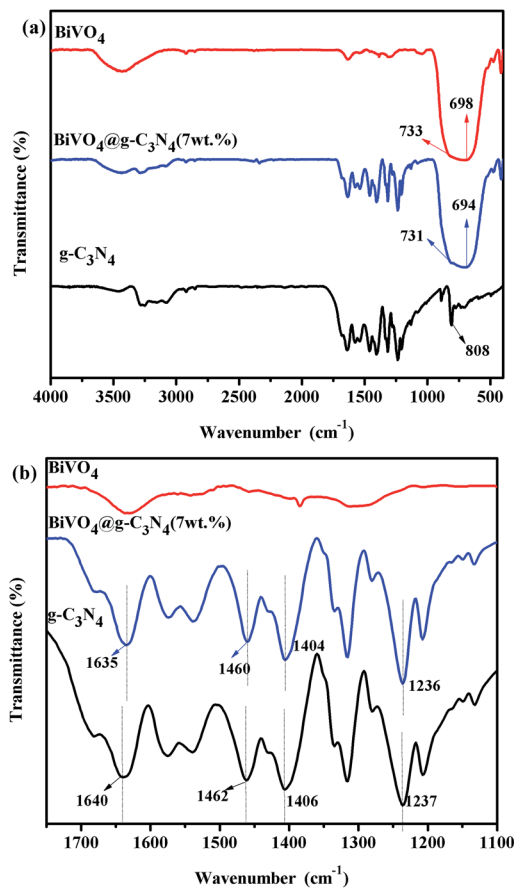 (a)
BiVO4
698
733
BiVO4@g-C3N4(7wt.%)
694
731
g-C3N4
808
Transmittance (%)
4000 3500 3000 2500 2000 1500 1000 500
Wavenumber (cm-1)
(b)
BiVO4
BiVO4@g-C3N4(7wt.%)
g-C3N4
1635 1460 1404 1236
1640 1462 1406 1237
Transmittance (%)
1700 1600 1500 1400 1300 1200 1100
Wavenumber (cm-1)